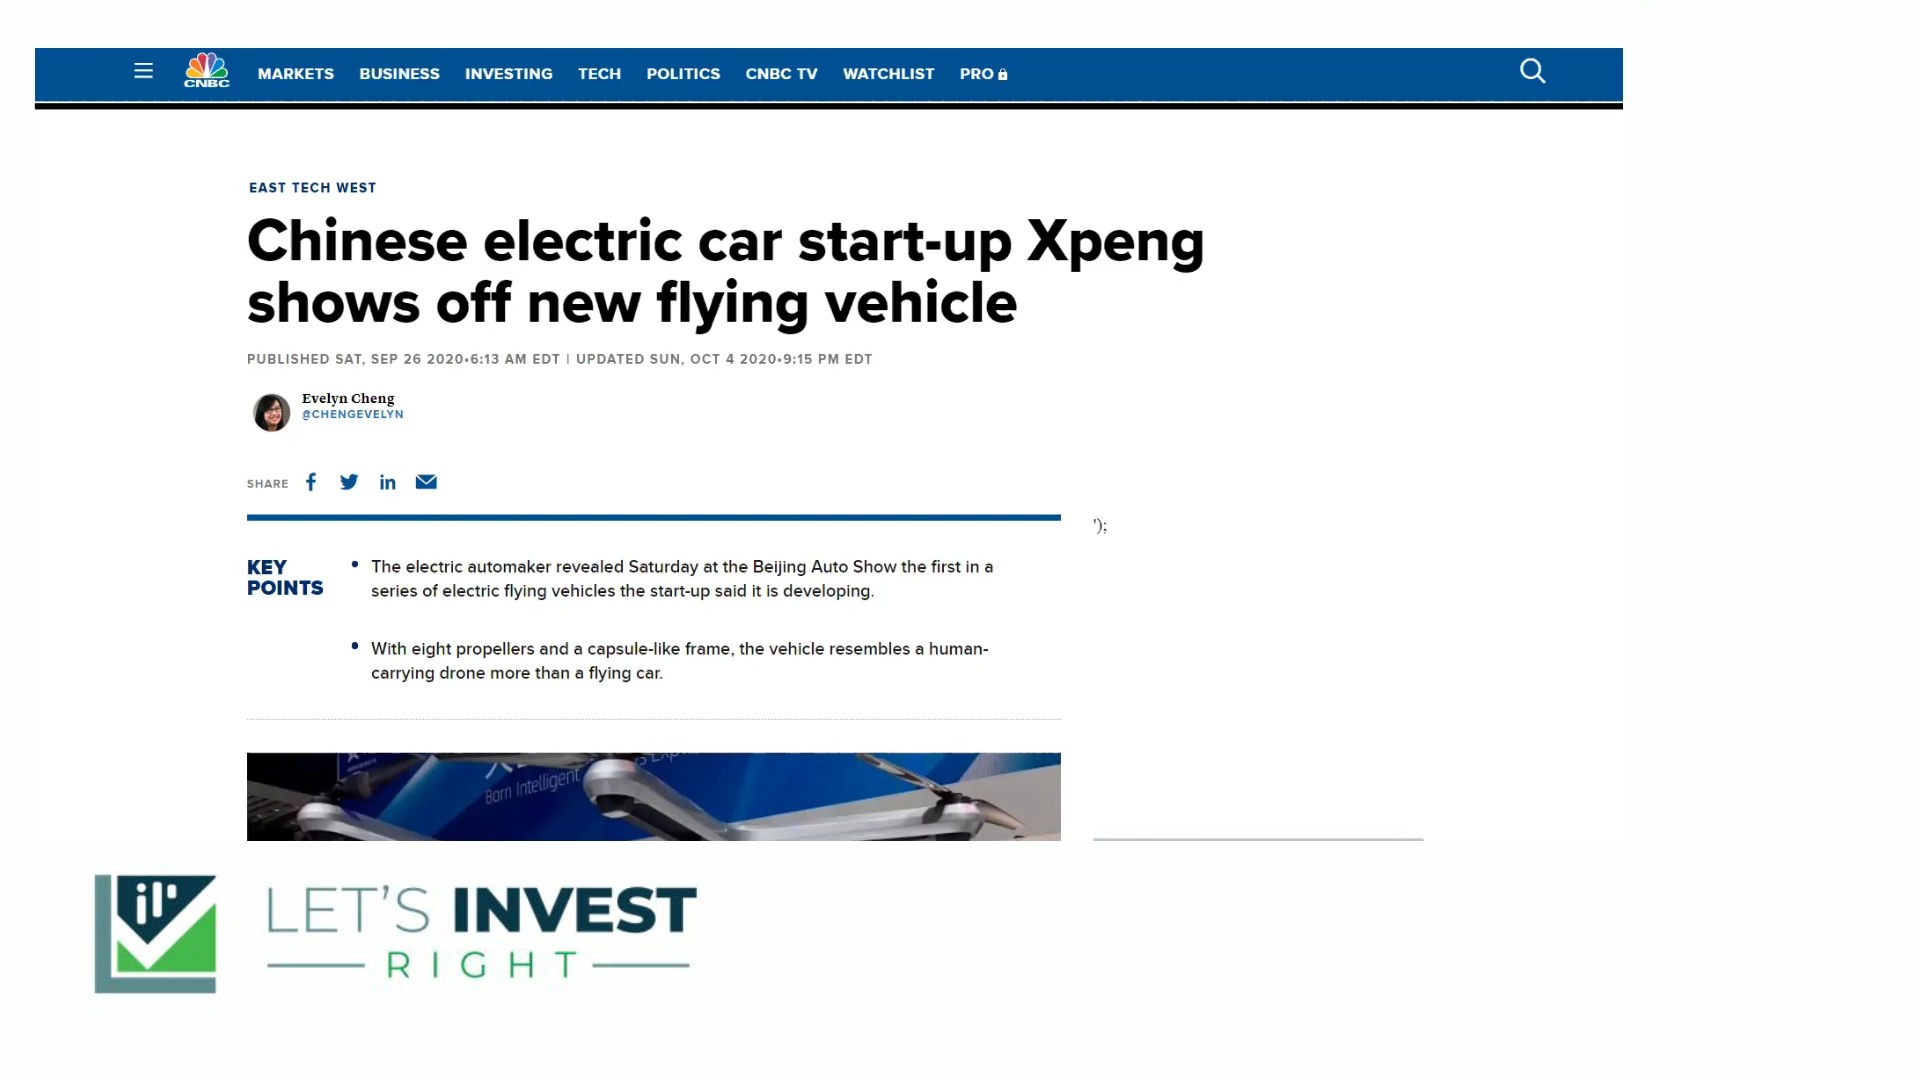 CNBC
MARKETS BUSINESS INVESTING TECH POLITICS CNBC TV WATCHLIST PRO
EAST TECH WEST
Chinese electric car start-up Xpeng
shows off new flying vehicle
PUBLISHED SAT, SEP 26 2020•6:13 AM EDT | UPDATED SUN, OCT 4 2020•9:15 PM EDT
Evelyn Cheng
@CHENGEVELYN
SHARE
');
KEY
POINTS
• The electric automaker revealed Saturday at the Beijing Auto Show the first in a
series of electric flying vehicles the start-up said it is developing.
• With eight propellers and a capsule-like frame, the vehicle resembles a human-
carrying drone more than a flying car.
Born Intelligent
LET'S INVEST
RIGHT